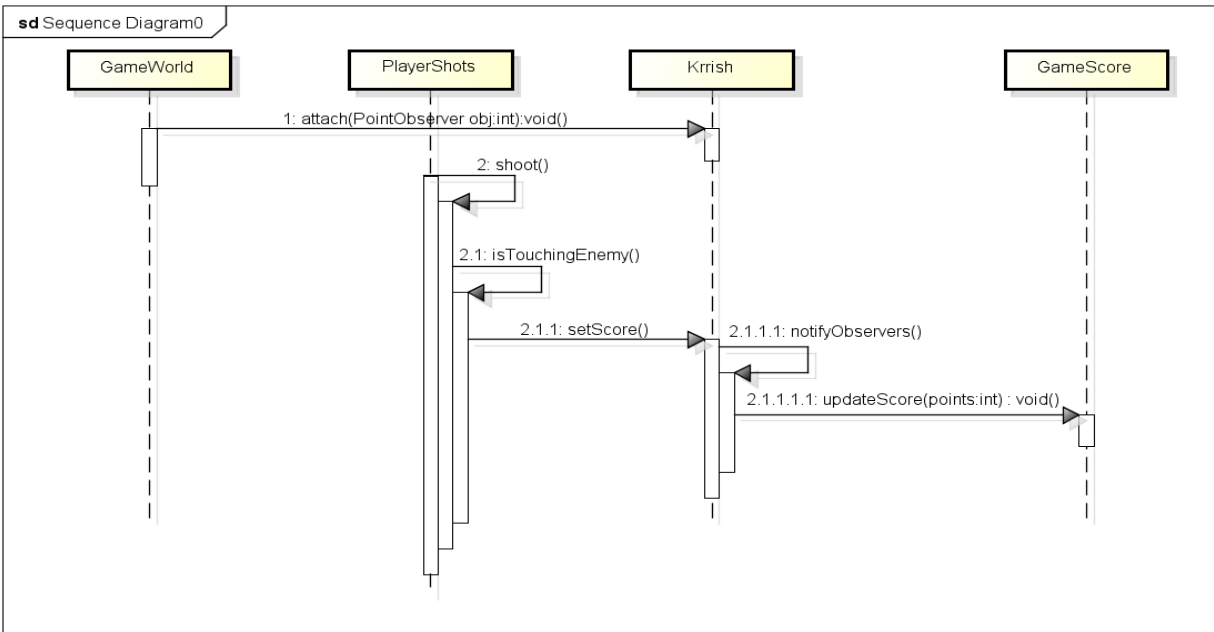 sd Sequence Diagram0
GameWorld
PlayerShots
Krrish
GameScore
1: attach(PointObserver obj:int):void()
2: shoot()
2.1: isTouchingEnemy()
2.1.1: setScore()
2.1.1.1: notifyObservers()
2.1.1.1.1: updateScore(points:int) : void()